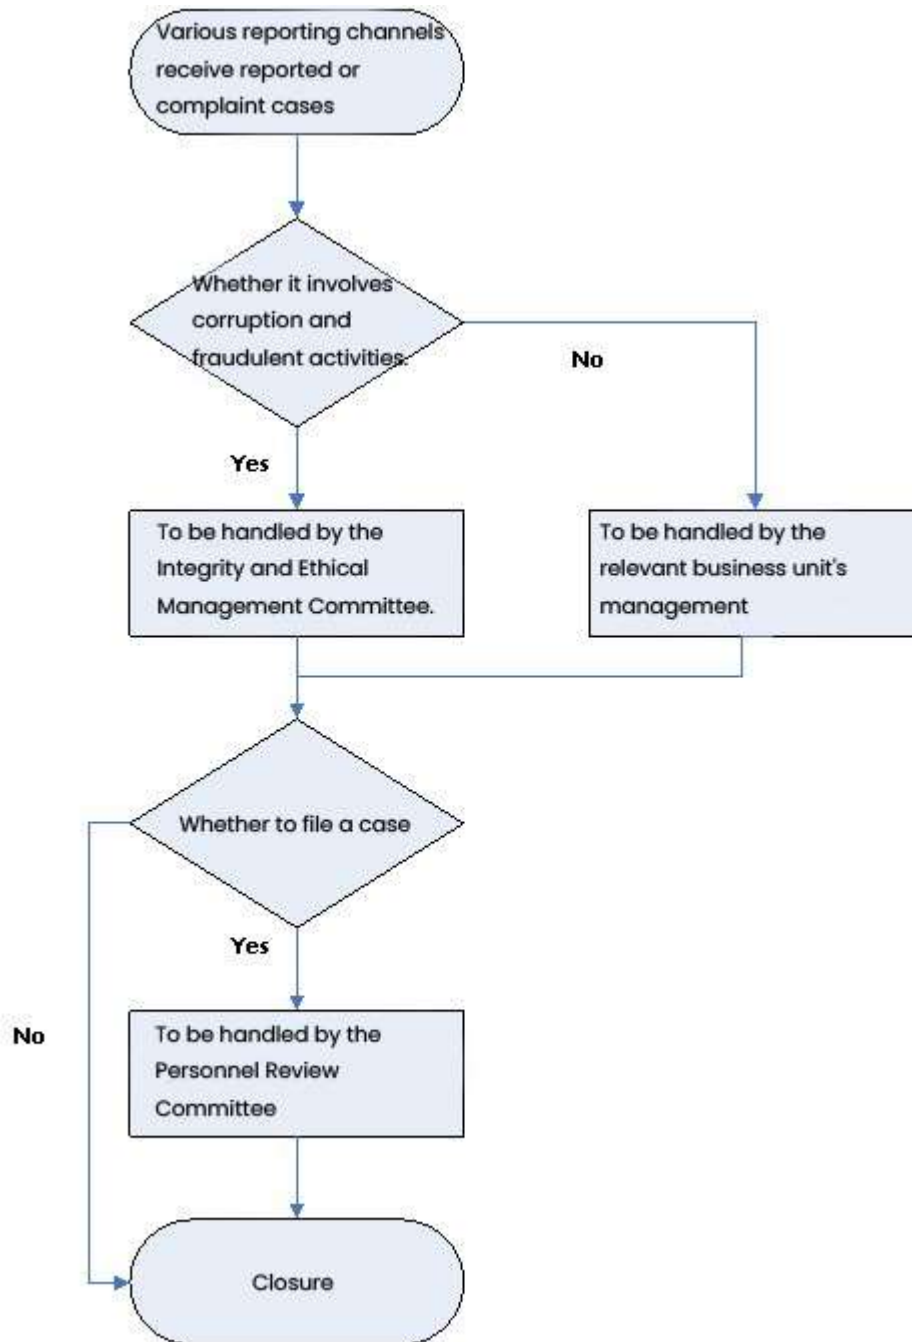 Various reporting channels
receive reported or
complaint cases
Whether it involves
corruption and
fraudulent activities.
No
Yes
To be handled by the
Integrity and Ethical
Management Committee.
To be handled by the
relevant business unit's
management
Whether to file a case
Yes
No
To be handled by the
Personnel Review
Committee
Closure